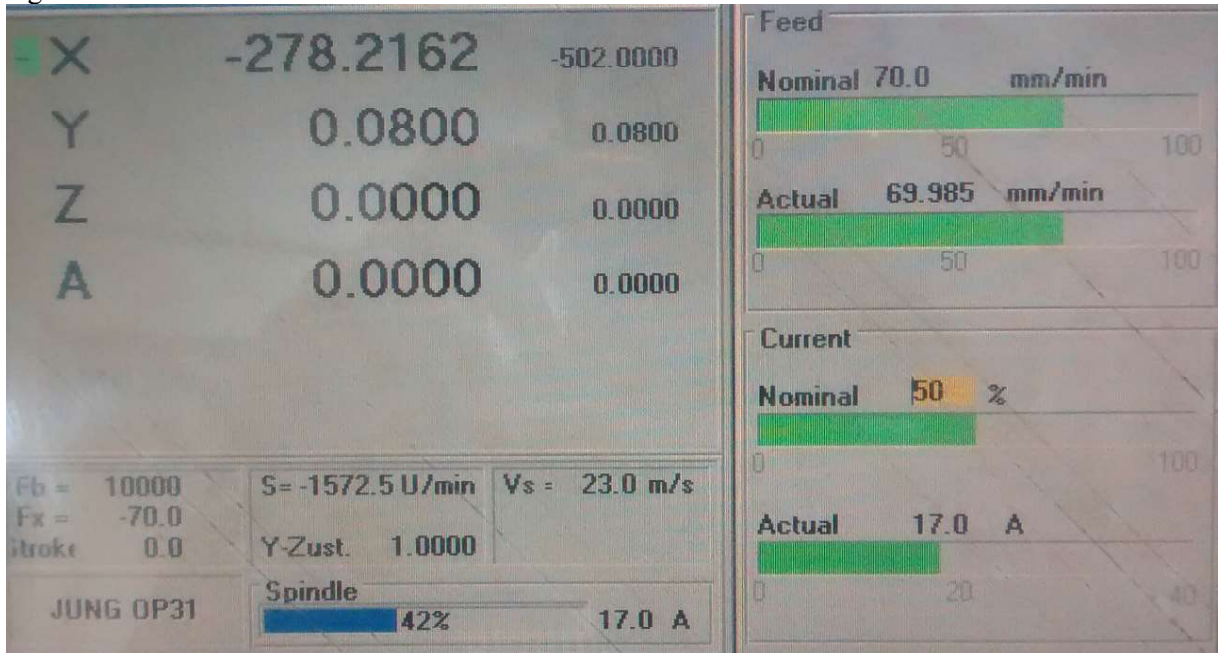 - X -278.2162 -502.0000
Y 0.0800 0.0800
Z 0.0000 0.0000
A 0.0000 0.0000
Fb = 10000
Fx = -70.0
Stroke 0.0
S= -1572.5 U/min
Y-Zust. 1.0000
Vs = 23.0 m/s
JUNG OP31
Spindle
42% 17.0 A
Feed
Nominal 70.0 mm/min
0 50 100
Actual 69.985 mm/min
0 50 100
Current
Nominal 50 %
0 100
Actual 17.0 A
0 20 40